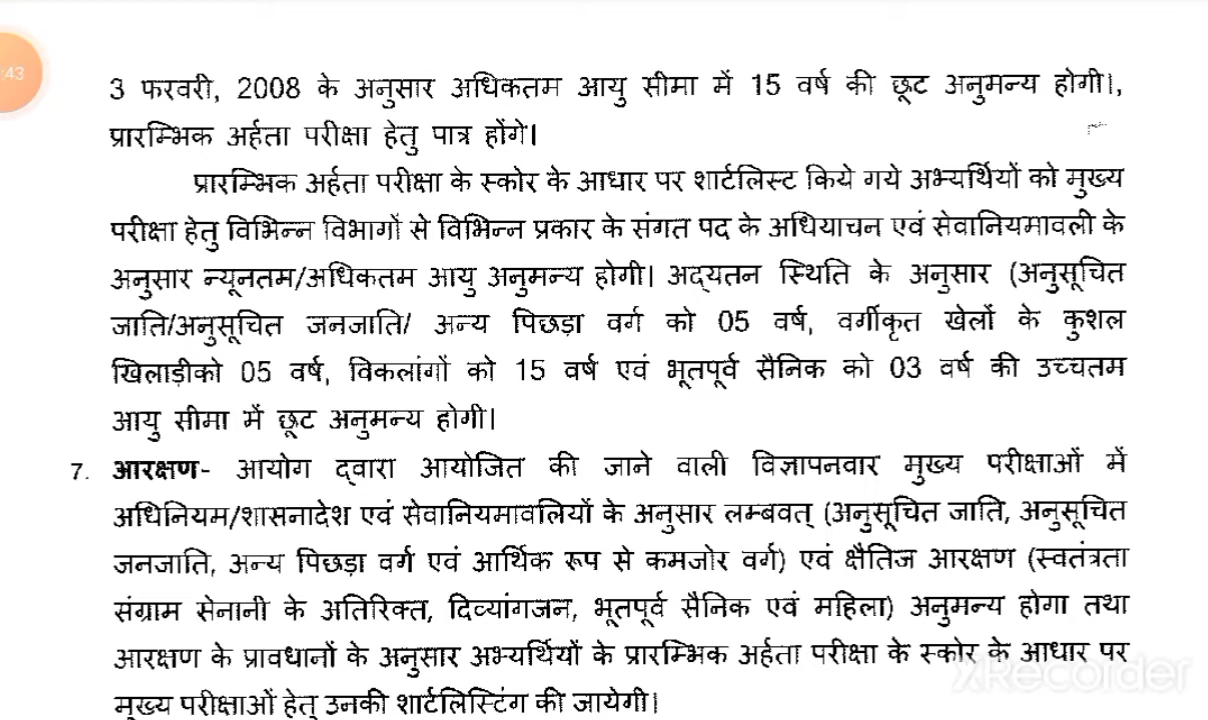 :43
3 फरवरी, 2008 के अनुसार अधिकतम आयु सीमा में 15 वर्ष की छूट अनुमन्य होगी।,
प्रारम्भिक अर्हता परीक्षा हेतु पात्र होंगे।
प्रारम्भिक अर्हता परीक्षा के स्कोर के आधार पर शार्टलिस्ट किये गये अभ्यर्थियों को मुख्य
परीक्षा हेतु विभिन्न विभागों से विभिन्न प्रकार के संगत पद के अधियाचन एवं सेवानियमावली के
अनुसार न्यूनतम/अधिकतम आयु अनुमन्य होगी। अद्यतन स्थिति के अनुसार (अनुसूचित
जाति/अनुसूचित जनजाति/ अन्य पिछड़ा वर्ग को 05 वर्ष, वर्गीकृत खेलों के कुशल
खिलाड़ीको 05 वर्ष, विकलांगों को 15 वर्ष एवं भूतपूर्व सैनिक को 03 वर्ष की उच्चतम
आयु सीमा में छूट अनुमन्य होगी।
7. आरक्षण- आयोग द्वारा आयोजित की जाने वाली विज्ञापनवार मुख्य परीक्षाओं में
अधिनियम/शासनादेश एवं सेवानियमावलियों के अनुसार लम्बवत् (अनुसूचित जाति, अनुसूचित
जनजाति, अन्य पिछड़ा वर्ग एवं आर्थिक रूप से कमजोर वर्ग) एवं क्षैतिज आरक्षण (स्वतंत्रता
संग्राम सेनानी के अतिरिक्त, दिव्यांगजन, भूतपूर्व सैनिक एवं महिला) अनुमन्य होगा तथा
आरक्षण के प्रावधानों के अनुसार अभ्यर्थियों के प्रारम्भिक अर्हता परीक्षा के स्कोर के आधार पर
मुख्य परीक्षाओं हेतु उनकी शार्टलिस्टिंग की जायेगी।
XRecorder